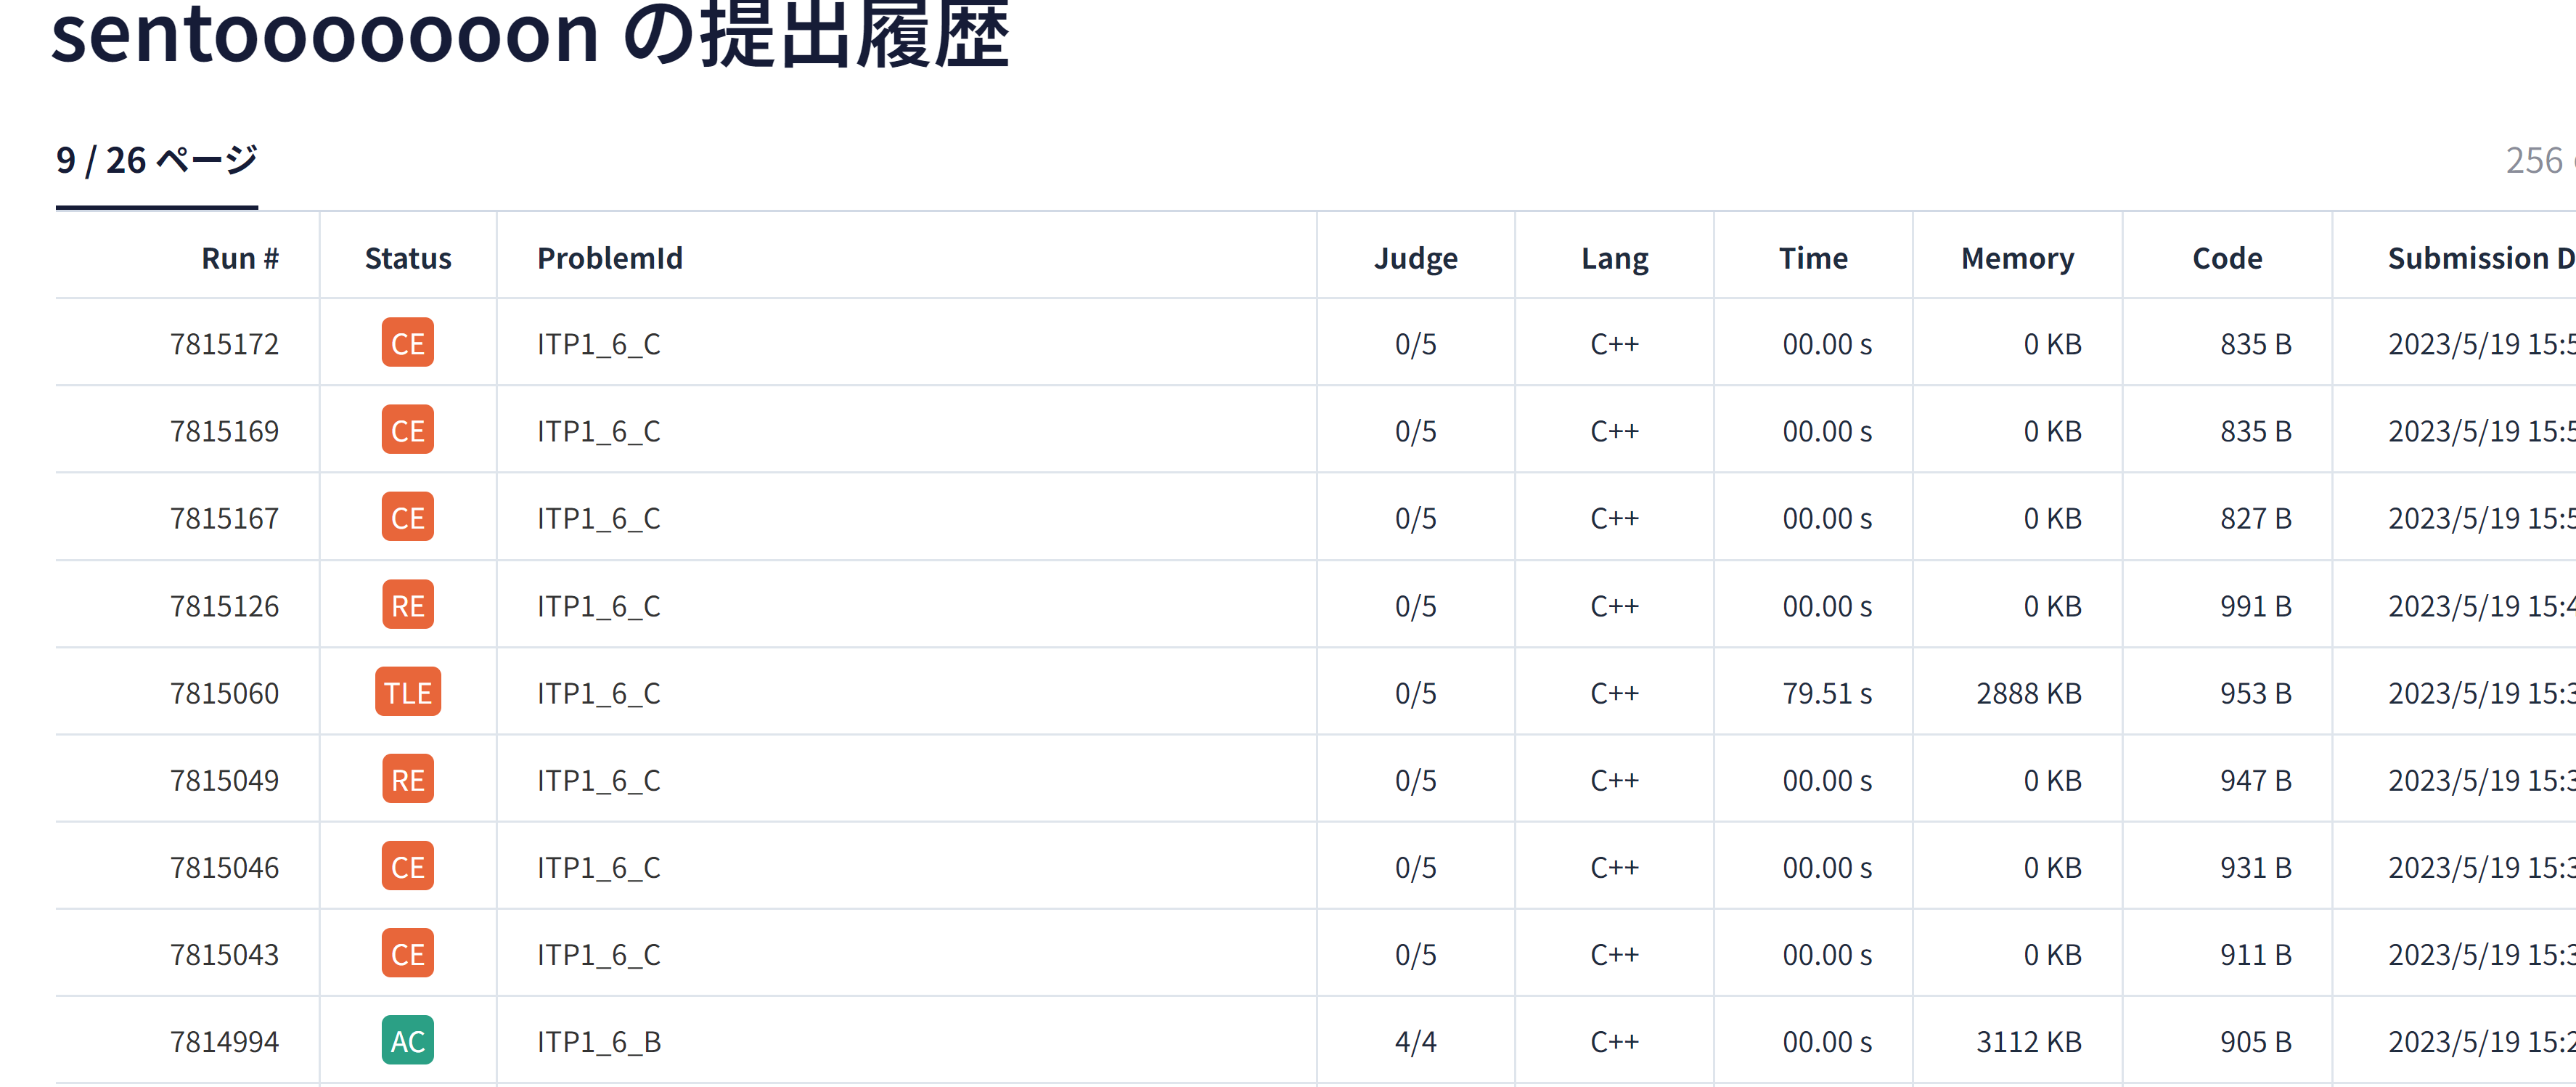 sentoooooooon の提出履歴
9 / 26 ページ
256
Run # Status ProblemId Judge Lang Time Memory Code Submission D
7815172 CE ITP1_6_C 0/5 C++ 00.00 s 0 KB 835 B 2023/5/19 15:5
7815169 CE ITP1_6_C 0/5 C++ 00.00 s 0 KB 835 B 2023/5/19 15:5
7815167 CE ITP1_6_C 0/5 C++ 00.00 s 0 KB 827 B 2023/5/19 15:5
7815126 RE ITP1_6_C 0/5 C++ 00.00 s 0 KB 991 B 2023/5/19 15:4
7815060 TLE ITP1_6_C 0/5 C++ 79.51 s 2888 KB 953 B 2023/5/19 15:3
7815049 RE ITP1_6_C 0/5 C++ 00.00 s 0 KB 947 B 2023/5/19 15:3
7815046 CE ITP1_6_C 0/5 C++ 00.00 s 0 KB 931 B 2023/5/19 15:3
7815043 CE ITP1_6_C 0/5 C++ 00.00 s 0 KB 911 B 2023/5/19 15:3
7814994 AC ITP1_6_B 4/4 C++ 00.00 s 3112 KB 905 B 2023/5/19 15:2